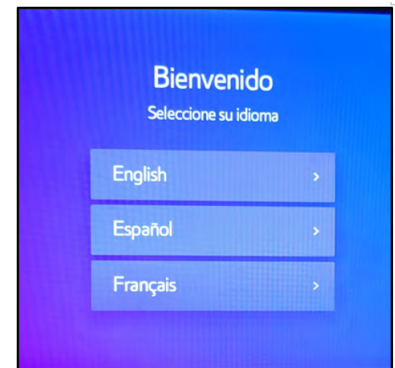 Bienvenido
Seleccione su idioma
English
Español
Français